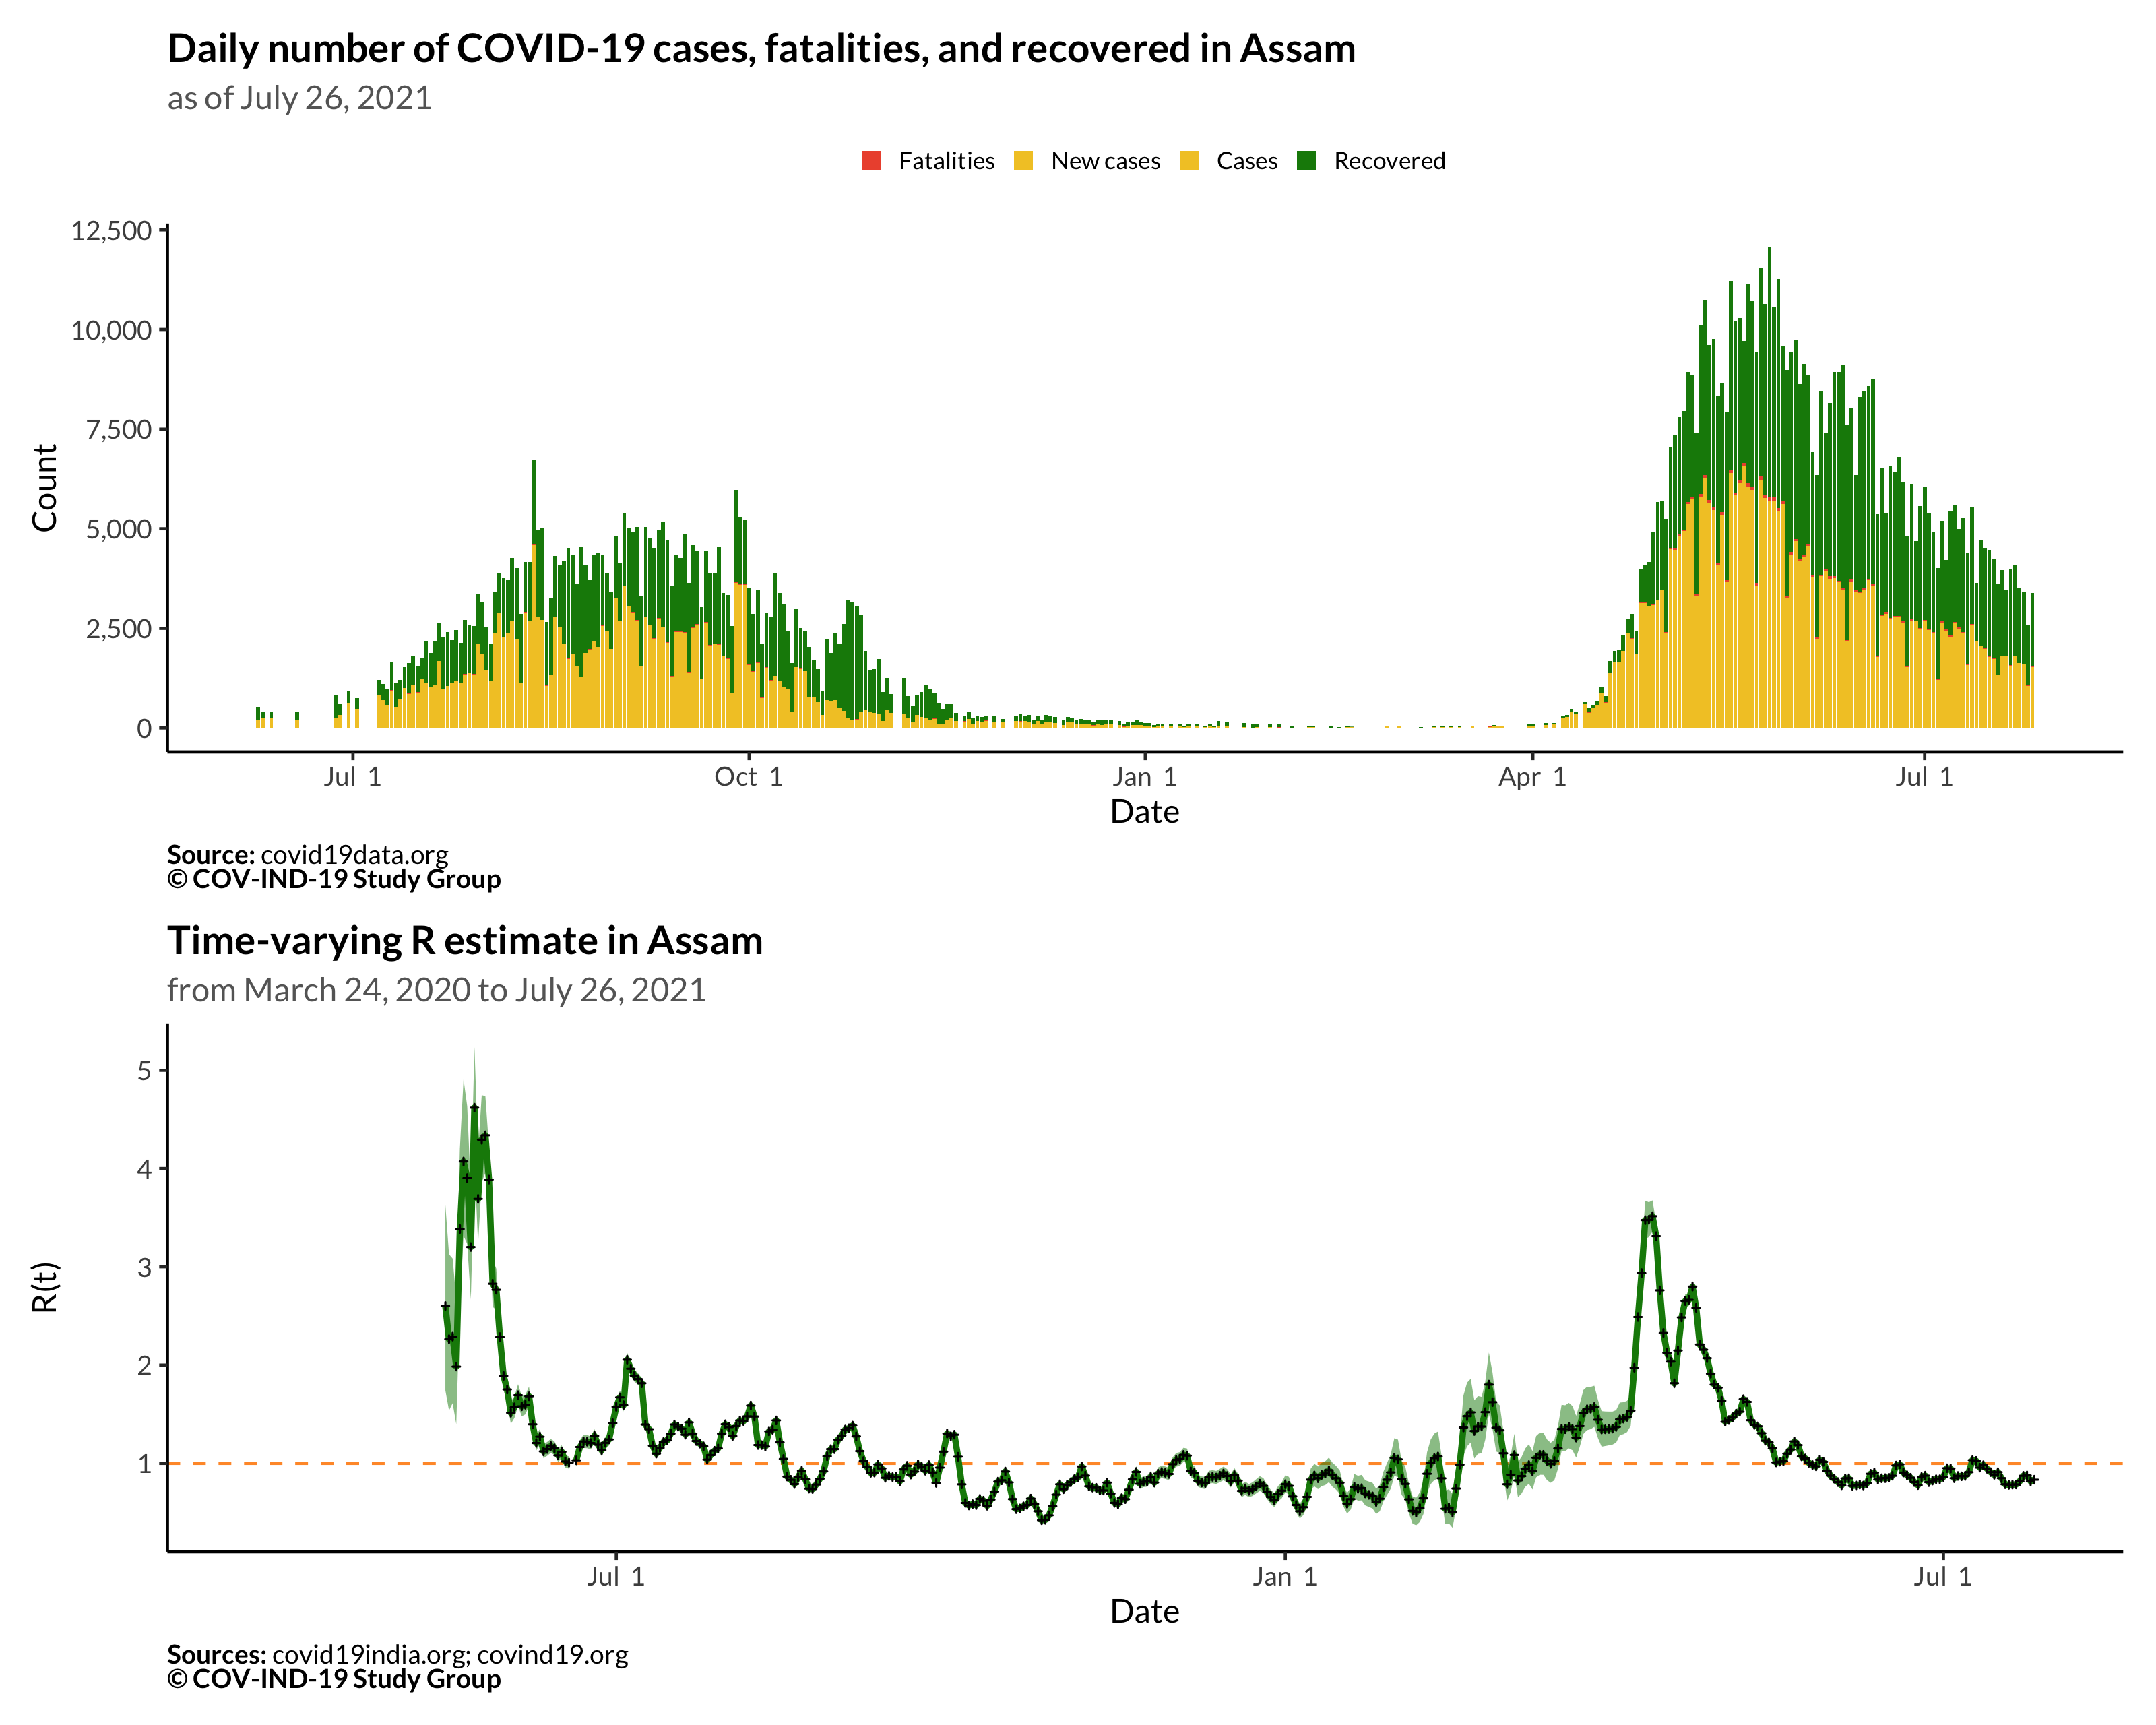 Daily number of COVID-19 cases, fatalities, and recovered in Assam
as of July 26, 2021
Fatalities New cases Cases Recovered
12,500
10,000
7,500
5,000
2,500
0
Count
Jul 1 Oct 1 Jan 1 Apr 1 Jul 1
Date
Source: covid19data.org
© COV-IND-19 Study Group
Time-varying R estimate in Assam
from March 24, 2020 to July 26, 2021
5
4
3
2
1
R(t)
Jul 1 Jan 1 Jul 1
Date
Sources: covid19india.org; covind19.org
© COV-IND-19 Study Group